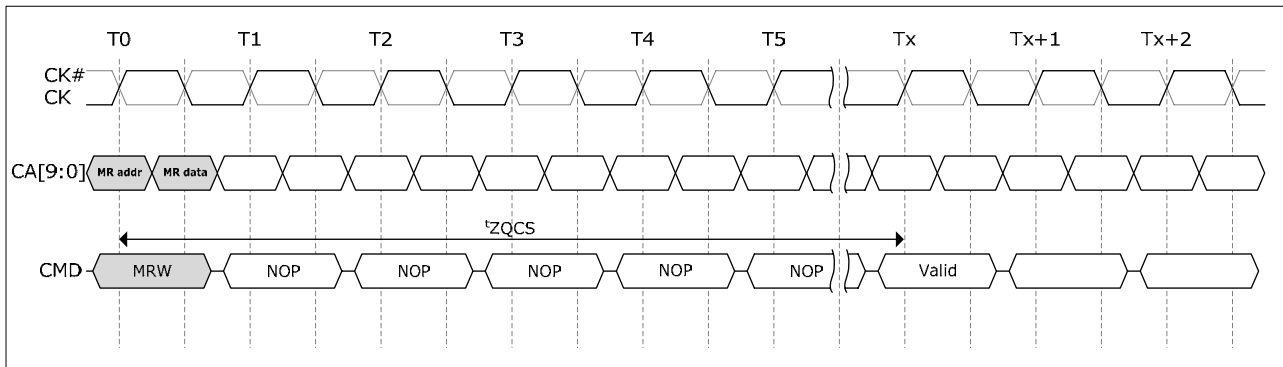 T0 T1 T2 T3 T4 T5 Tx Tx+1 Tx+2
CK#
CK
CA[9:0] MR addr MR data
tZQCS
CMD MRW NOP NOP NOP NOP NOP Valid